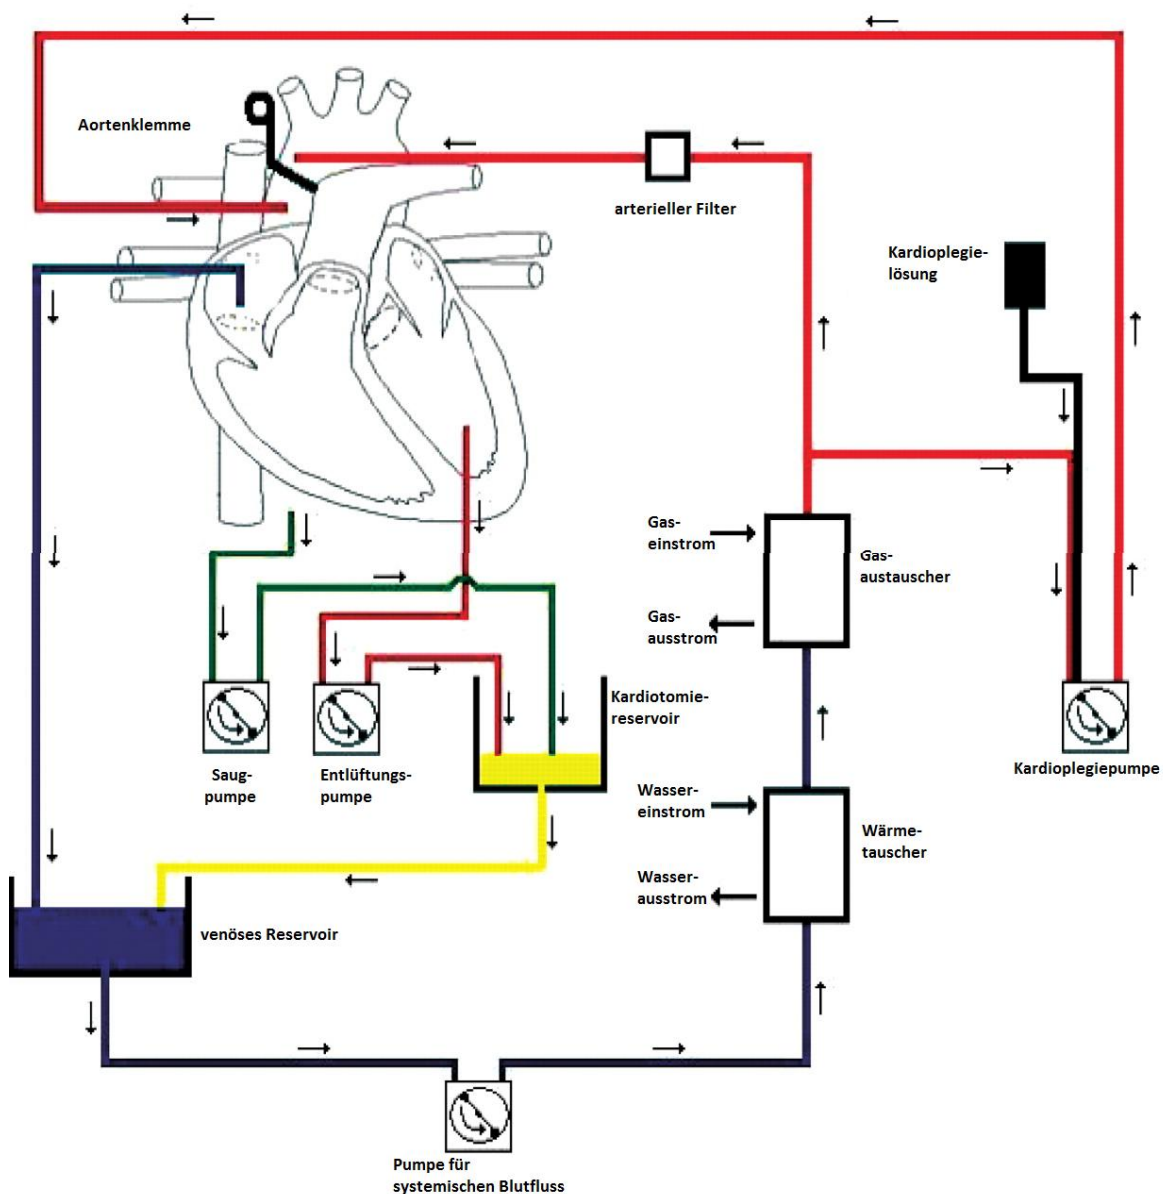 Aortenklemme
arterieller Filter
Kardioplegie-
lösung
Gas-
einstrom
Gas-
austauscher
Gas-
ausstrom
Kardiotomie-
reservoir
Saug-
pumpe
Entlüftungs-
pumpe
Kardioplegiepumpe
Wasser-
einstrom
Wärme-
tauscher
Wasser-
ausstrom
venöses Reservoir
Pumpe für
systemischen Blutfluss